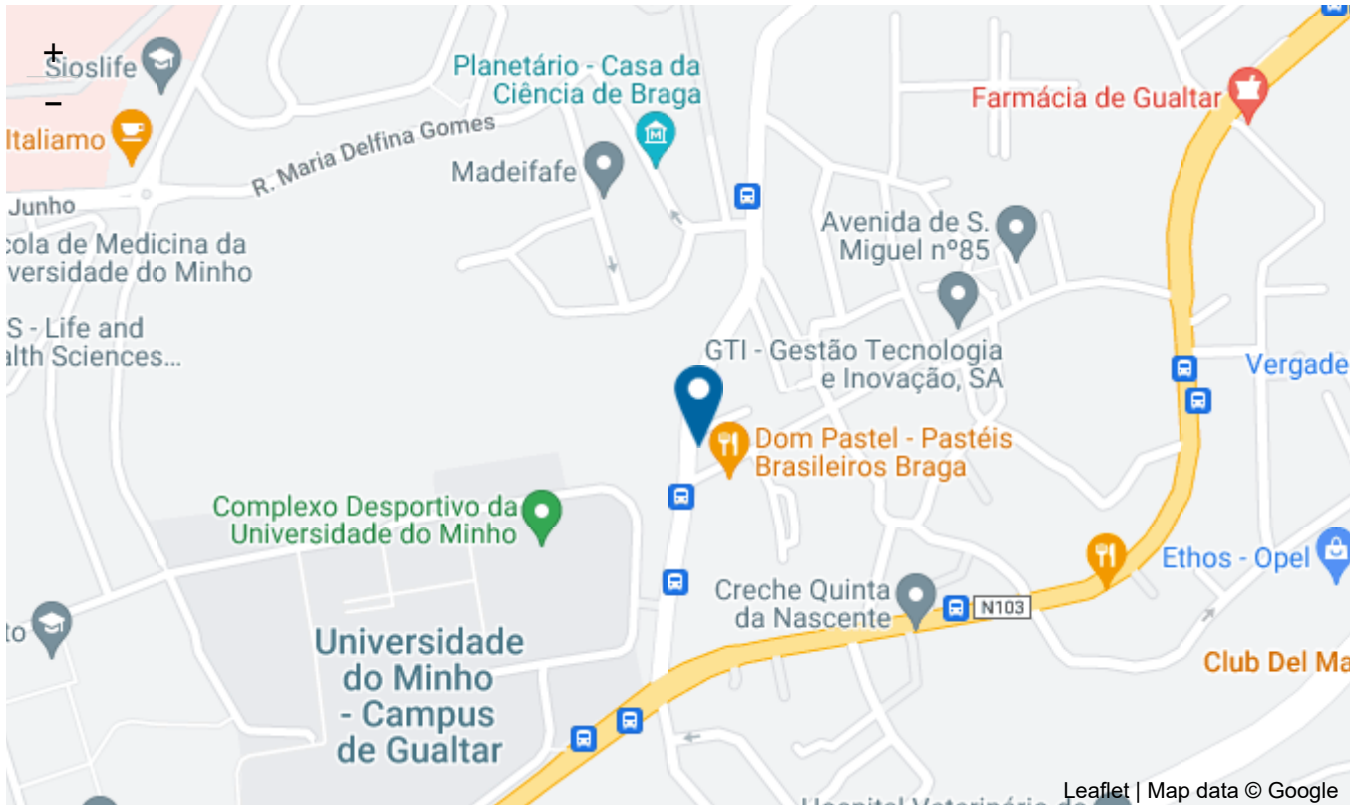 +
Sioslife
−
Italiamo
Planetário - Casa da
Ciência de Braga
Farmácia de Gualtar
R. Maria Delfina Gomes
Madeifafe
Junho
Avenida de S.
Miguel nº85
cola de Medicina da
versidade do Minho
S - Life and
alth Sciences...
GTI - Gestão Tecnologia
e Inovação, SA
Vergade
Dom Pastel - Pastéis
Brasileiros Braga
Complexo Desportivo da
Universidade do Minho
Ethos - Opel
Creche Quinta
da Nascente
N103
to
Universidade
do Minho
- Campus
de Gualtar
Club Del Ma
Hospital Veterinário do
Leaflet | Map data © Google